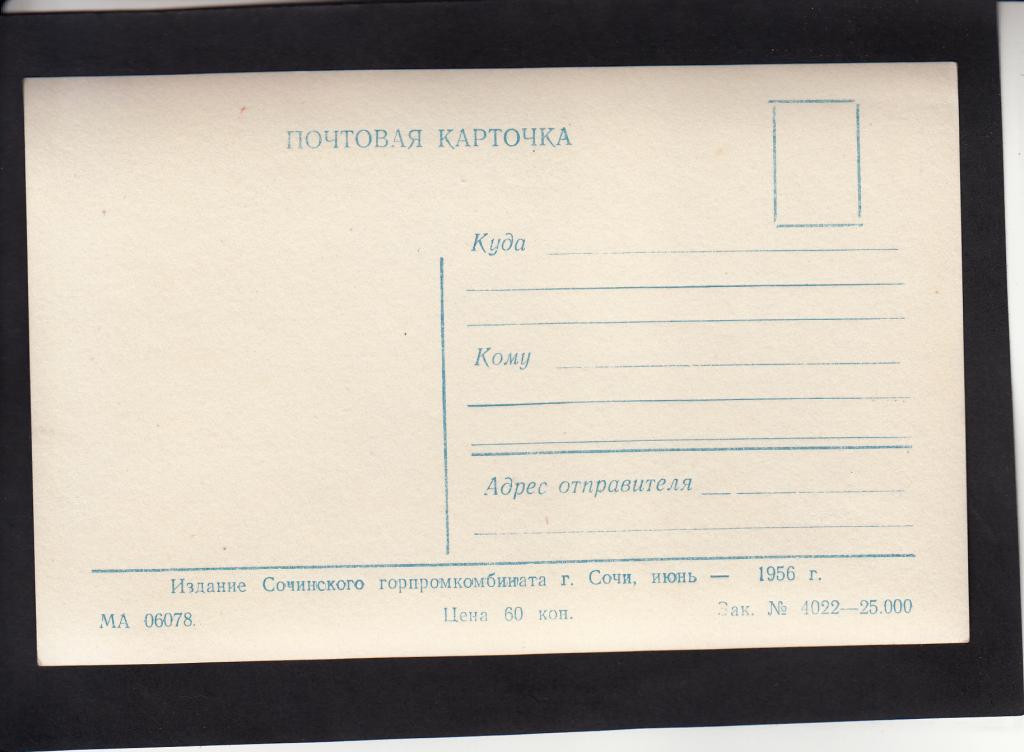 ПОЧТОВАЯ КАРТОЧКА
Куда
Кому
Адрес отправителя
Издание Сочинского горпромкомбината г. Сочи, июнь — 1956 г.
МА 06078. Цена 60 коп. Зак. № 4022—25.000